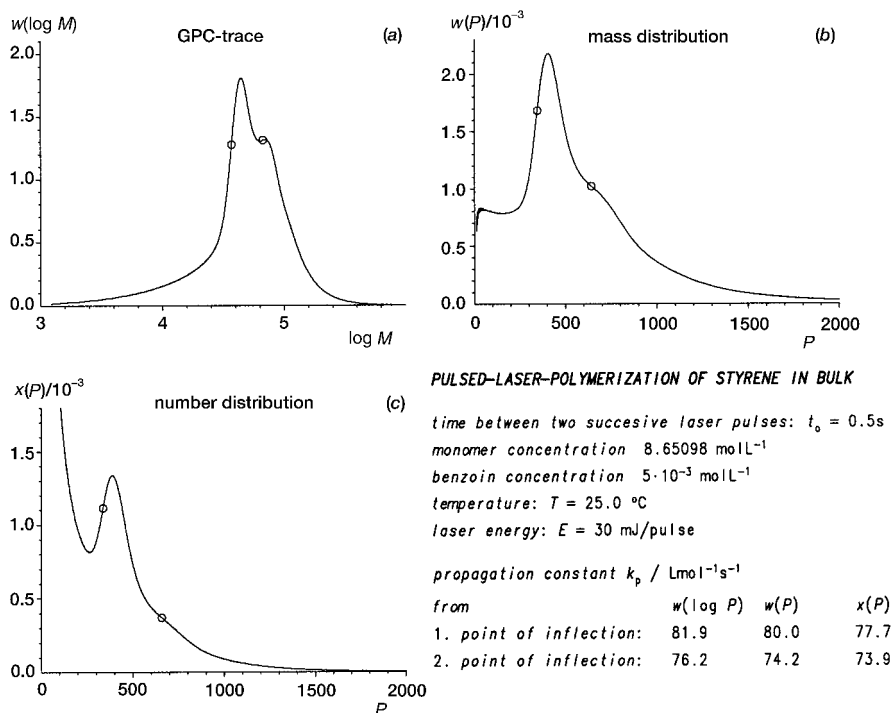 w(log M)
GPC-trace
(a)
2.0
1.5
1.0
0.5
0.0
3
4
5
log M
w(P)/10⁻³
mass distribution
(b)
2.0
1.5
1.0
0.5
0.0
0
500
1000
1500
2000
P
x(P)/10⁻³
number distribution
(c)
1.5
1.0
0.5
0.0
0
500
1000
1500
2000
P
PULSED-LASER-POLYMERIZATION OF STYRENE IN BULK
time between two succesive laser pulses: t₀ = 0.5s
monomer concentration 8.65098 molL⁻¹
benzoin concentration 5·10⁻³ molL⁻¹
temperature: T = 25.0 °C
laser energy: E = 30 mJ/pulse
propagation constant kₚ / Lmol⁻¹s⁻¹
from w(log P) w(P) x(P)
1. point of inflection: 81.9 80.0 77.7
2. point of inflection: 76.2 74.2 73.9